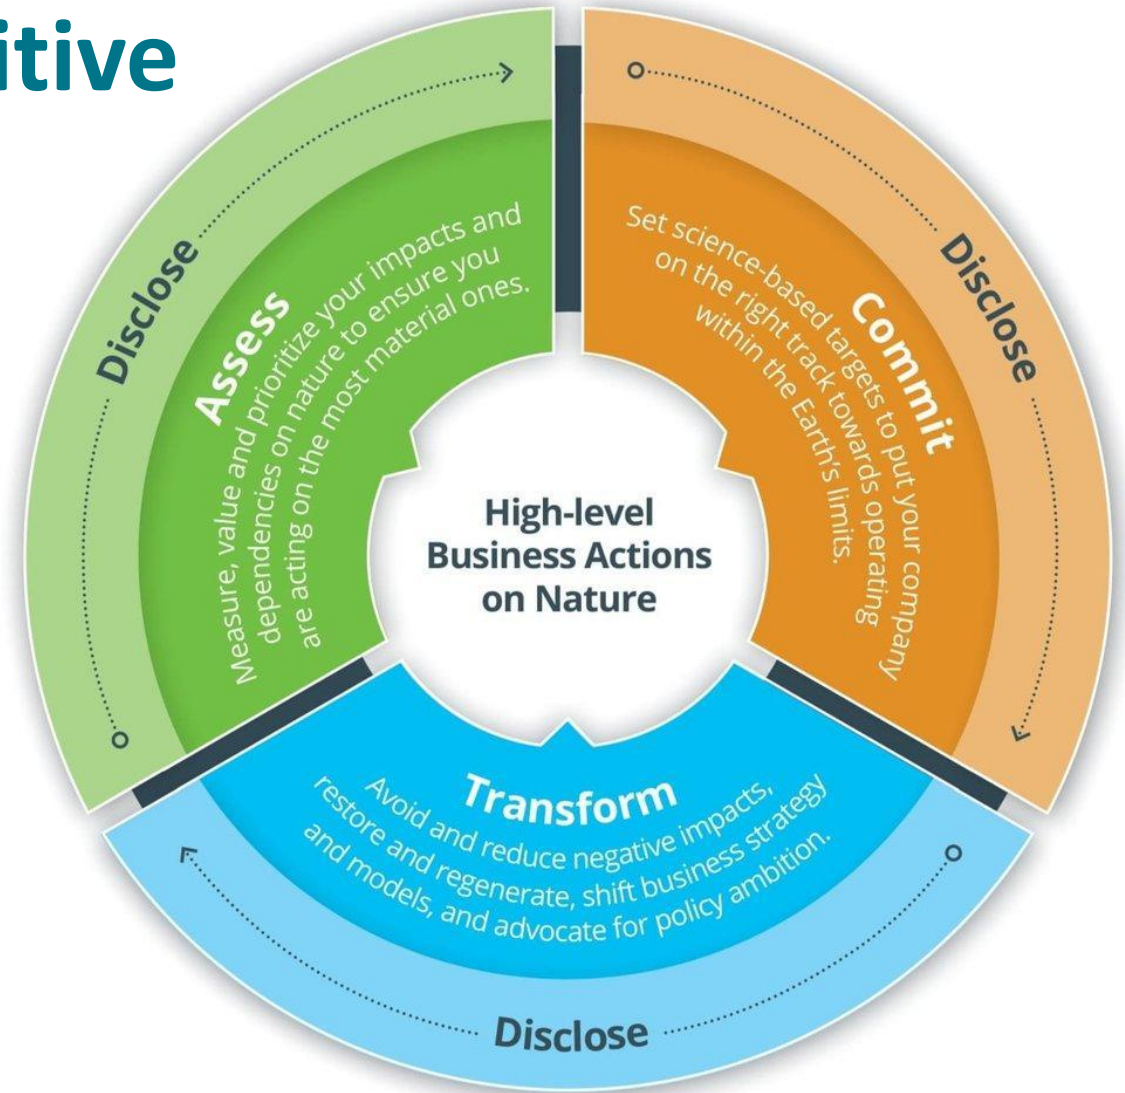 itive
Disclose
Assess
Measure, value and prioritize your impacts and
dependencies on nature to ensure you
are acting on the most material ones.
Disclose
Commit
Set science-based targets to put your company
on the right track towards operating
within the Earth's limits.
High-level
Business Actions
on Nature
Transform
Avoid and reduce negative impacts,
restore and regenerate, shift business strategy
and models, and advocate for policy ambition.
Disclose